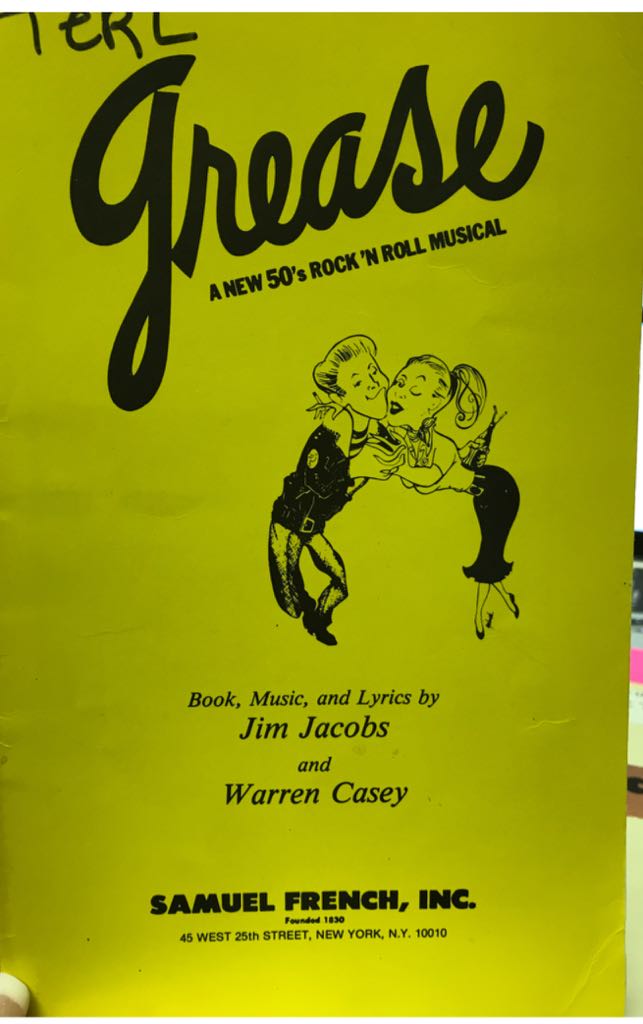 Grease
A NEW 50's ROCK 'N ROLL MUSICAL
Book, Music, and Lyrics by
Jim Jacobs
and
Warren Casey
SAMUEL FRENCH, INC.
Founded 1830
45 WEST 25th STREET, NEW YORK, N.Y. 10010